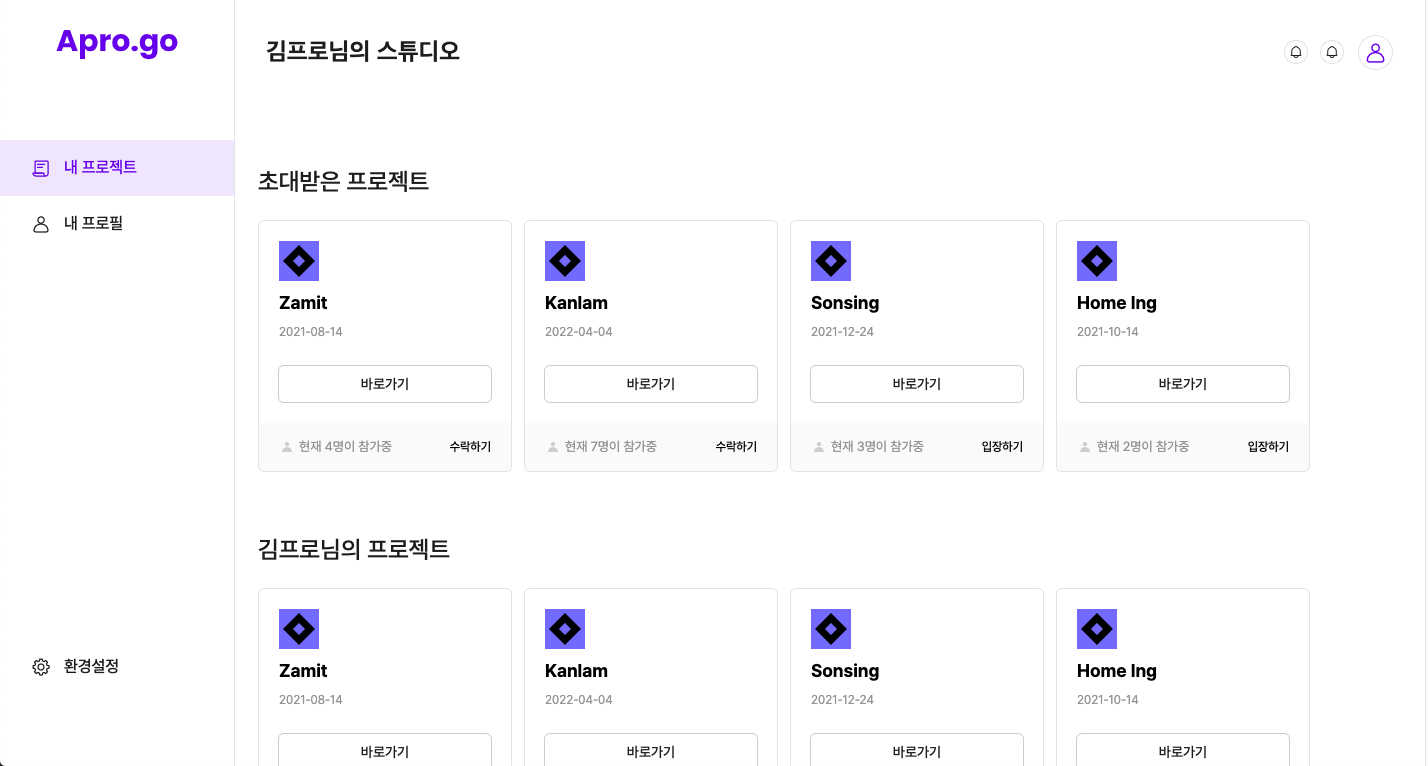 Apro.go
김프로님의 스튜디오
내 프로젝트
내 프로필
환경설정
초대받은 프로젝트
Zamit
2021-08-14
바로가기
현재 4명이 참가중 수락하기
Kanlam
2022-04-04
바로가기
현재 7명이 참가중 수락하기
Sonsing
2021-12-24
바로가기
현재 3명이 참가중 입장하기
Home Ing
2021-10-14
바로가기
현재 2명이 참가중 입장하기
김프로님의 프로젝트
Zamit
2021-08-14
바로가기
Kanlam
2022-04-04
바로가기
Sonsing
2021-12-24
바로가기
Home Ing
2021-10-14
바로가기